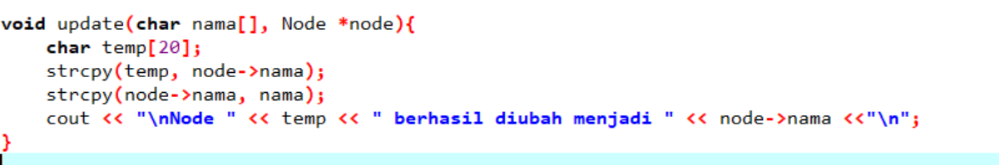 void update(char nama[], Node *node){
    char temp[20];
    strcpy(temp, node->nama);
    strcpy(node->nama, nama);
    cout << "\nNode " << temp << " berhasil diubah menjadi " << node->nama <<"\n";
}